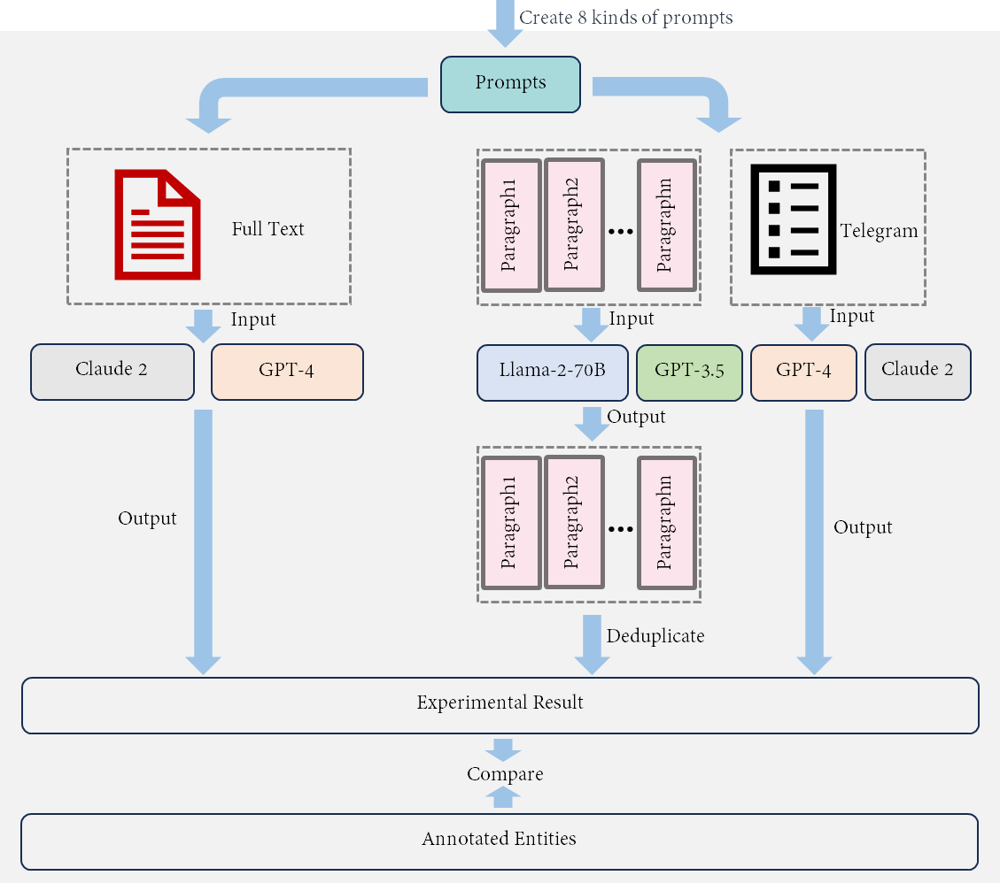 Create 8 kinds of prompts
Prompts
Full Text
Paragraph1
Paragraph2
...
Paragraphn
Telegram
Input
Input
Input
Claude 2
GPT-4
Llama-2-70B
GPT-3.5
GPT-4
Claude 2
Output
Paragraph1
Paragraph2
...
Paragraphn
Output
Output
Deduplicate
Experimental Result
Compare
Annotated Entities